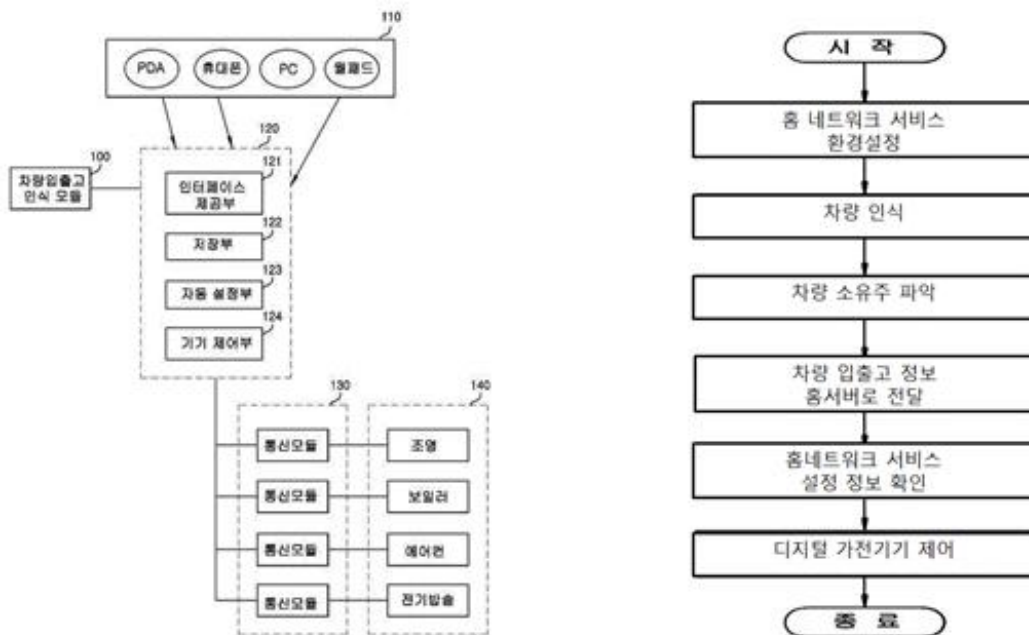 110
PDA
휴대폰
PC
월패드
120
100
차량입출고
인식 모듈
121
인터페이스
제공부
122
저장부
123
자동 설정부
124
기기 제어부
130
140
통신모듈
조명
통신모듈
보일러
통신모듈
에어컨
통신모듈
전기밥솥
시 작
홈 네트워크 서비스
환경설정
차량 인식
차량 소유주 파악
차량 입출고 정보
홈서버로 전달
홈네트워크 서비스
설정 정보 확인
디지털 가전기기 제어
종 료